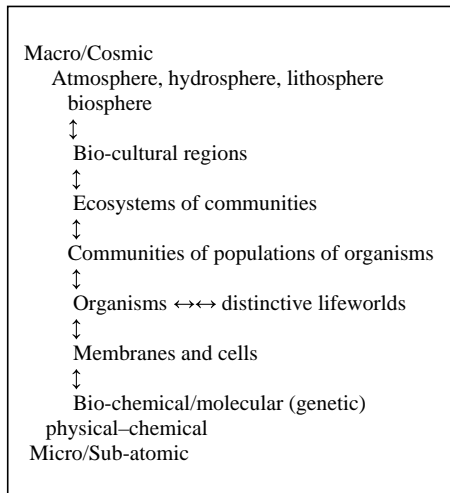 Macro/Cosmic
Atmosphere, hydrosphere, lithosphere
biosphere
↕
Bio-cultural regions
↕
Ecosystems of communities
↕
Communities of populations of organisms
↕
Organisms ↔↔ distinctive lifeworlds
↕
Membranes and cells
↕
Bio-chemical/molecular (genetic)
physical–chemical
Micro/Sub-atomic